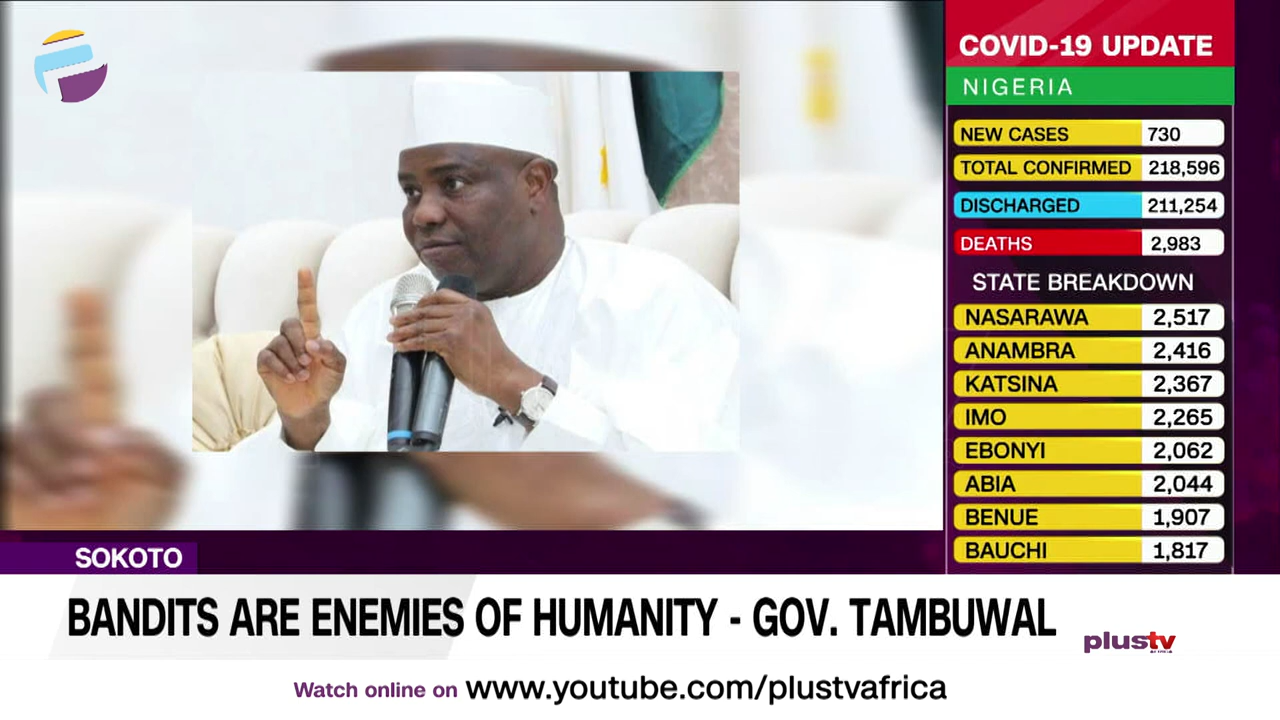 COVID-19 UPDATE
NIGERIA
NEW CASES 730
TOTAL CONFIRMED 218,596
DISCHARGED 211,254
DEATHS 2,983
STATE BREAKDOWN
NASARAWA 2,517
ANAMBRA 2,416
KATSINA 2,367
IMO 2,265
EBONYI 2,062
ABIA 2,044
BENUE 1,907
BAUCHI 1,817
SOKOTO
BANDITS ARE ENEMIES OF HUMANITY - GOV. TAMBUWAL
plustv
Watch online on www.youtube.com/plustvafrica